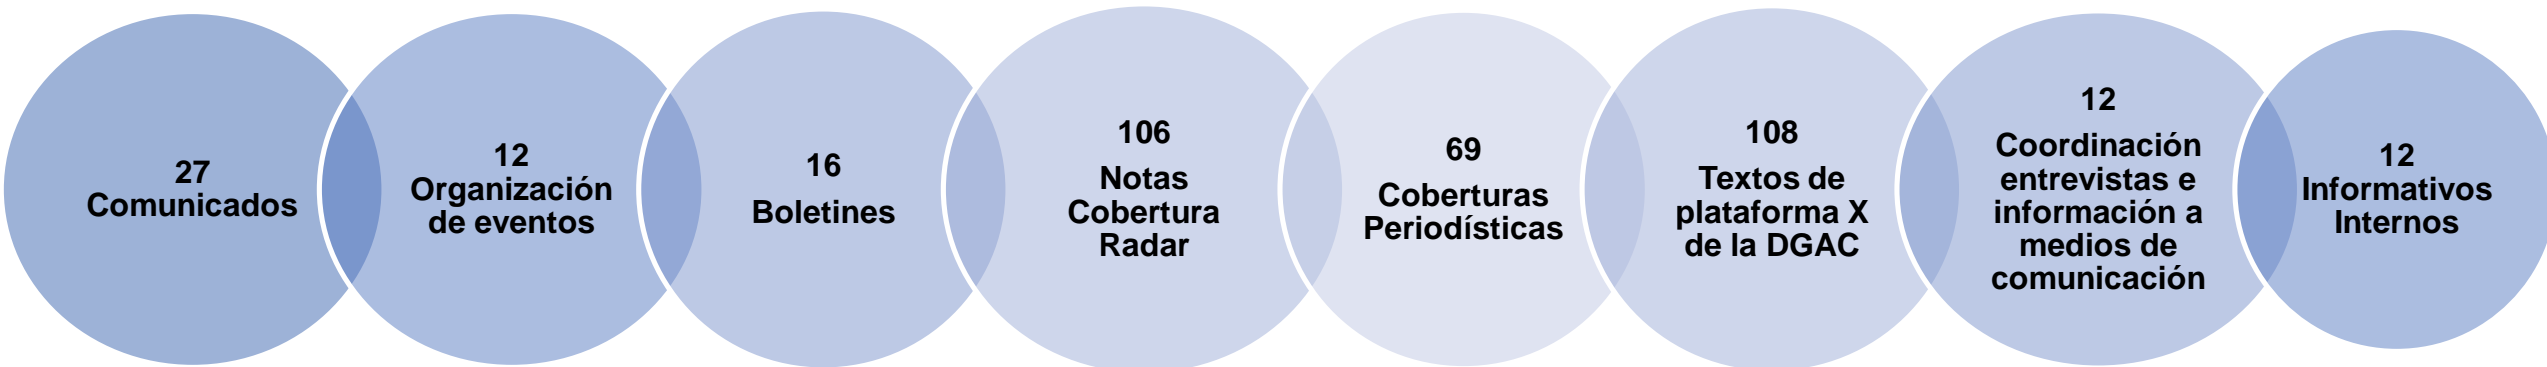 27
Comunicados
12
Organización
de eventos
16
Boletines
106
Notas
Cobertura
Radar
69
Coberturas
Periodísticas
108
Textos de
plataforma X
de la DGAC
12
Coordinación
entrevistas e
información a
medios de
comunicación
12
Informativos
Internos